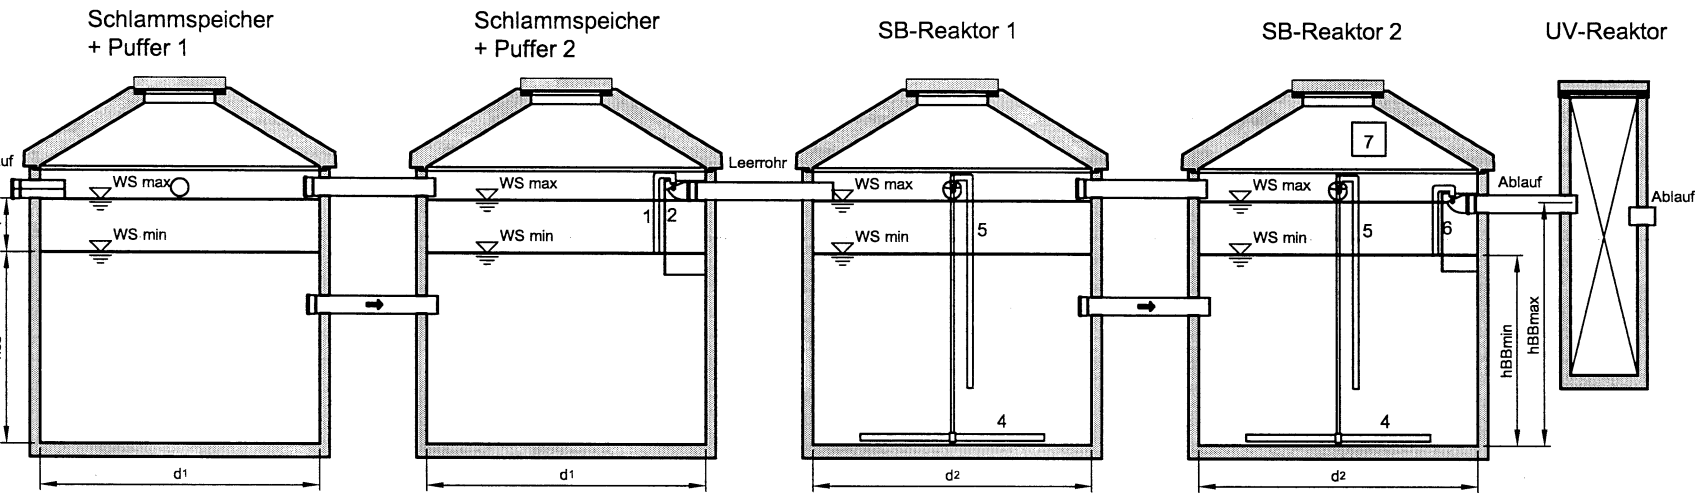 Schlammspeicher
+ Puffer 1
Schlammspeicher
+ Puffer 2
SB-Reaktor 1
SB-Reaktor 2
UV-Reaktor
7
Leerrohr
WS max
WS max
WS max
WS max
Ablauf
Ablauf
1 2
5
5
6
WS min
WS min
WS min
WS min
hBBmin
hBBmax
4
4
d1
d1
d2
d2